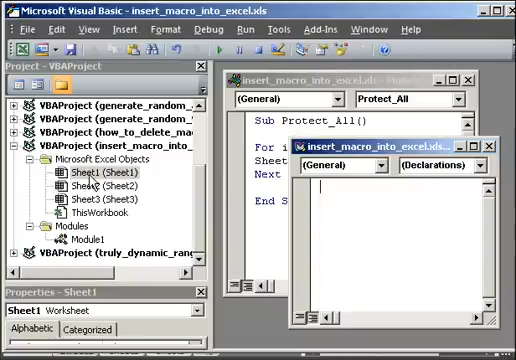 Microsoft Visual Basic - insert_macro_into_excel.xls
File Edit View Insert Format Debug Run
Tools Add-Ins Window Help
Project - VBAProject
VBAProject (generate_random_
VBAProject (generate_random_
VBAProject (how_to_delete_ma
VBAProject (insert_macro_into_
Microsoft Excel Objects
Sheet1 (Sheet1)
Sheet2 (Sheet2)
Sheet3 (Sheet3)
ThisWorkbook
Modules
Module1
VBAProject (truly_dynamic_ran
Properties - Sheet1
Sheet1 Worksheet
Alphabetic Categorized
insert_macro_into_excel.xls -
(General) Protect_All
Sub Protect_All()
For i
Sheet
Next
End S
insert_macro_into_excel.xls...
(General) (Declarations)